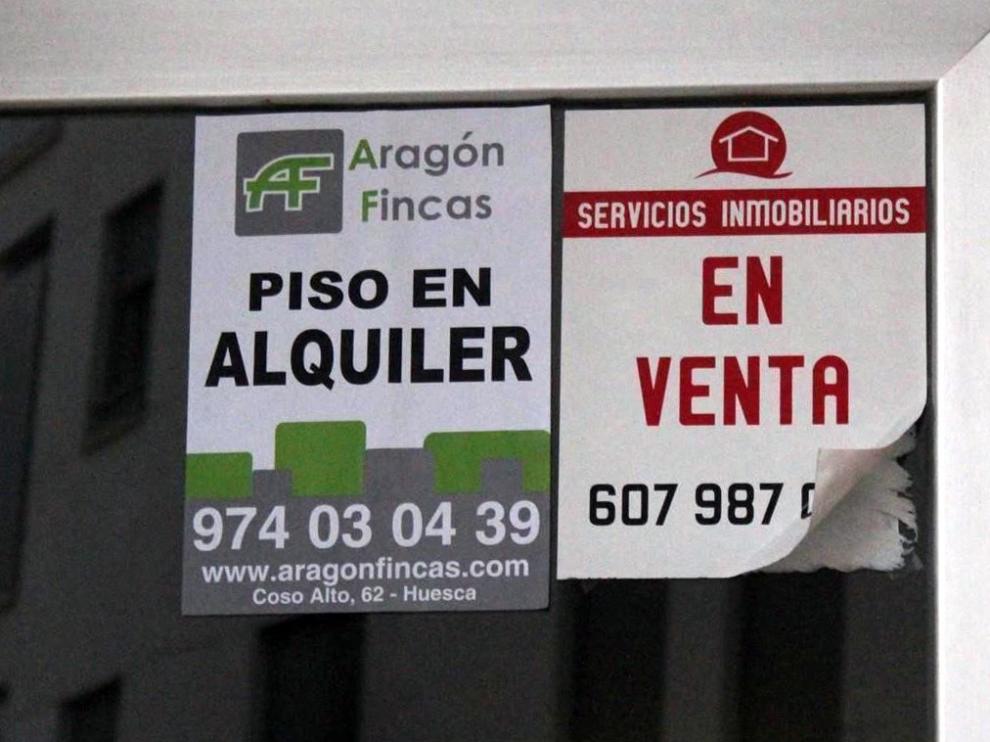 AF
Aragón
Fincas
PISO EN
ALQUILER
974 03 04 39
www.aragonfincas.com
Coso Alto, 62 - Huesca
SERVICIOS INMOBILIARIOS
EN
VENTA
607 987